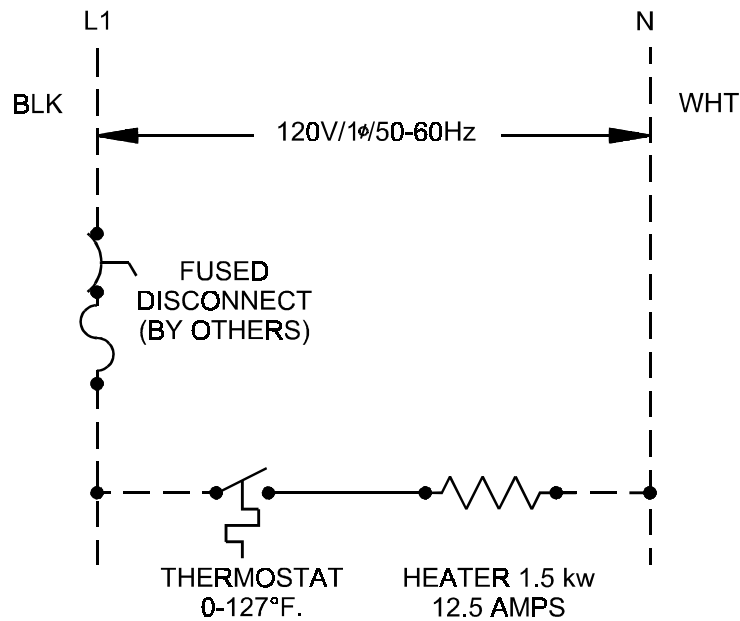 L1
N
BLK
WHT
120V/1ø/50-60Hz
FUSED
DISCONNECT
(BY OTHERS)
THERMOSTAT
0-127°F.
HEATER 1.5 kw
12.5 AMPS